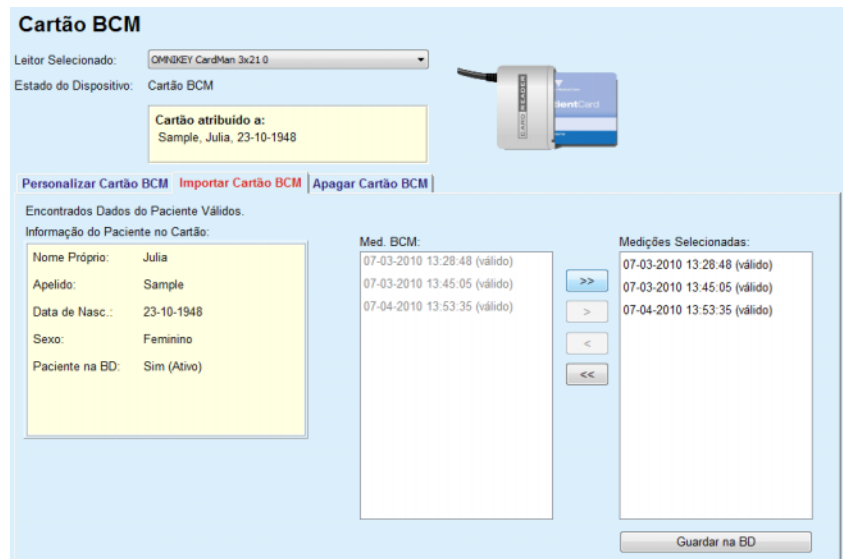 Cartão BCM
Leitor Selecionado: OMNIKEY CardMan 3x21 0
Estado do Dispositivo: Cartão BCM
Cartão atribuído a:
Sample, Julia, 23-10-1948
CARD READER
ientCard
Personalizar Cartão BCM Importar Cartão BCM Apagar Cartão BCM
Encontrados Dados do Paciente Válidos.
Informação do Paciente no Cartão:
Nome Próprio: Julia
Apelido: Sample
Data de Nasc.: 23-10-1948
Sexo: Feminino
Paciente na BD: Sim (Ativo)
Med. BCM:
07-03-2010 13:28:48 (válido)
07-03-2010 13:45:05 (válido)
07-04-2010 13:53:35 (válido)
>>
>
<
<<
Medições Selecionadas:
07-03-2010 13:28:48 (válido)
07-03-2010 13:45:05 (válido)
07-04-2010 13:53:35 (válido)
Guardar na BD